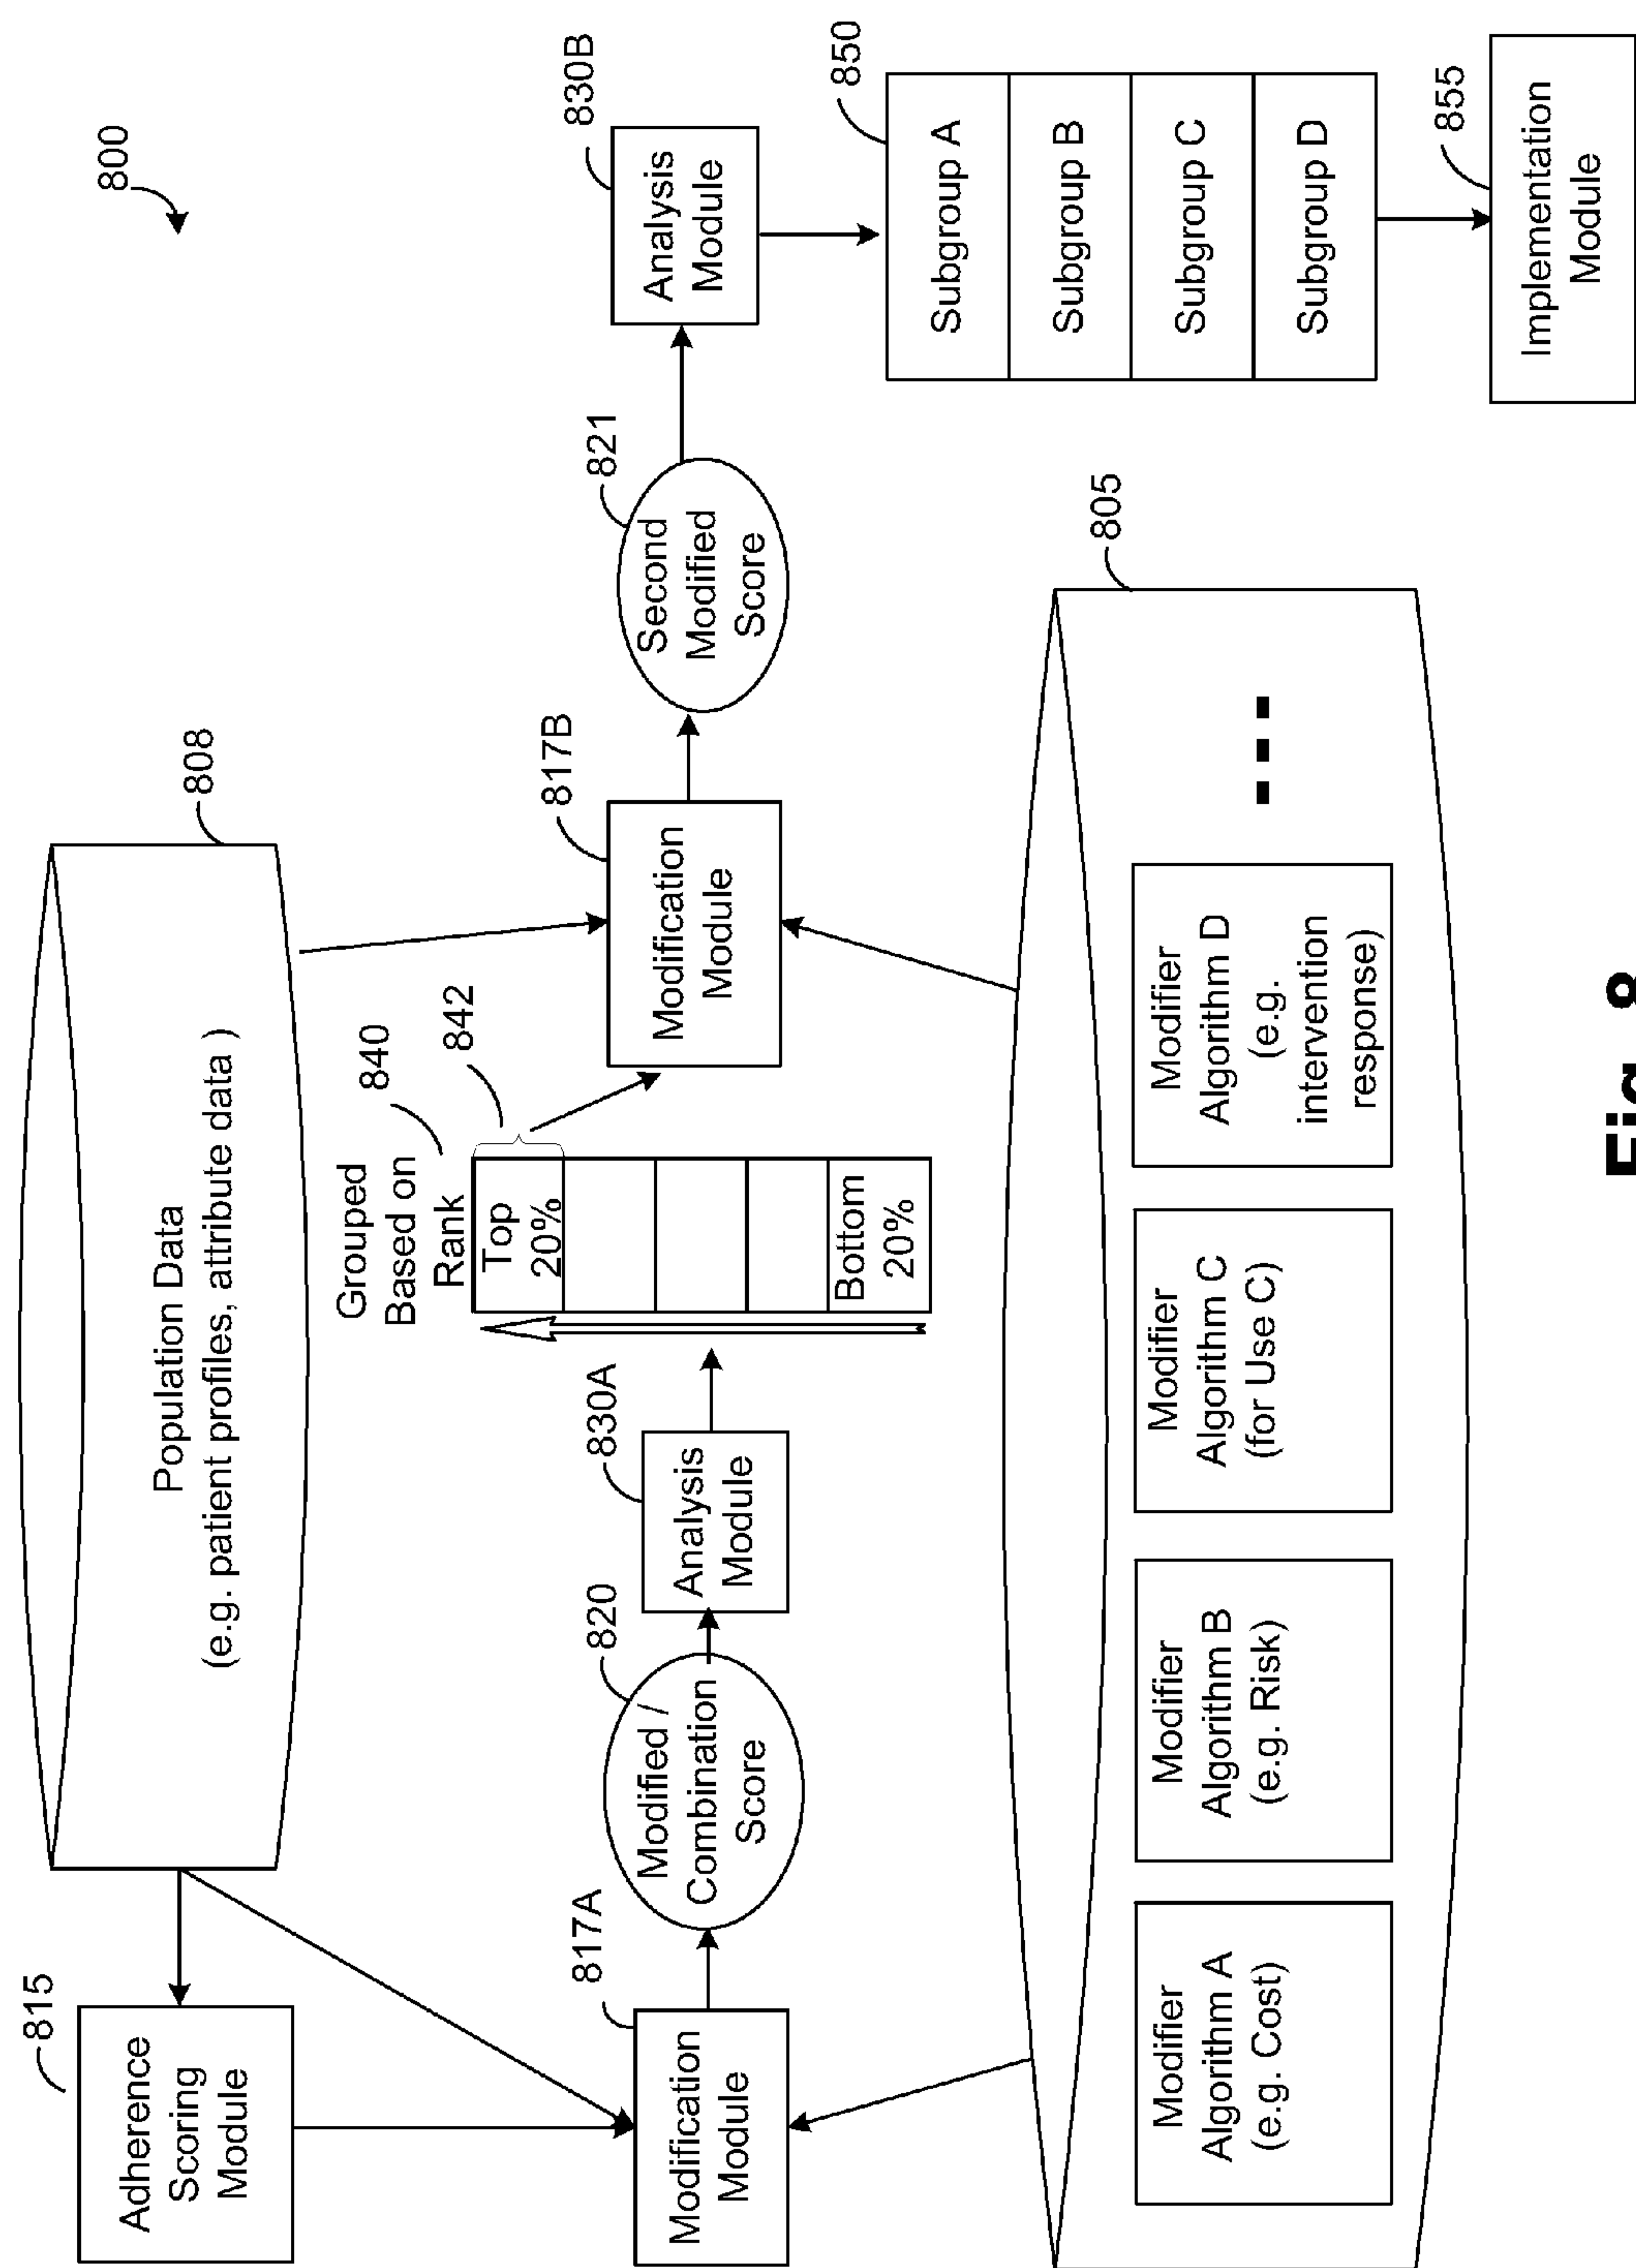 800
815
Adherence
Scoring
Module
Population Data
(e.g. patient profiles, attribute data )
808
817A
Modification
Module
820
Modified /
Combination
Score
830A
Analysis
Module
Grouped
Based on
Rank
840
842
Top
20%
Bottom
20%
817B
Modification
Module
821
Second
Modified
Score
830B
Analysis
Module
850
Subgroup A
Subgroup B
Subgroup C
Subgroup D
855
Implementation
Module
805
Modifier
Algorithm A
(e.g. Cost)
Modifier
Algorithm B
(e.g. Risk)
Modifier
Algorithm C
(for Use C)
Modifier
Algorithm D
(e.g.
intervention
response)
Fig. 8